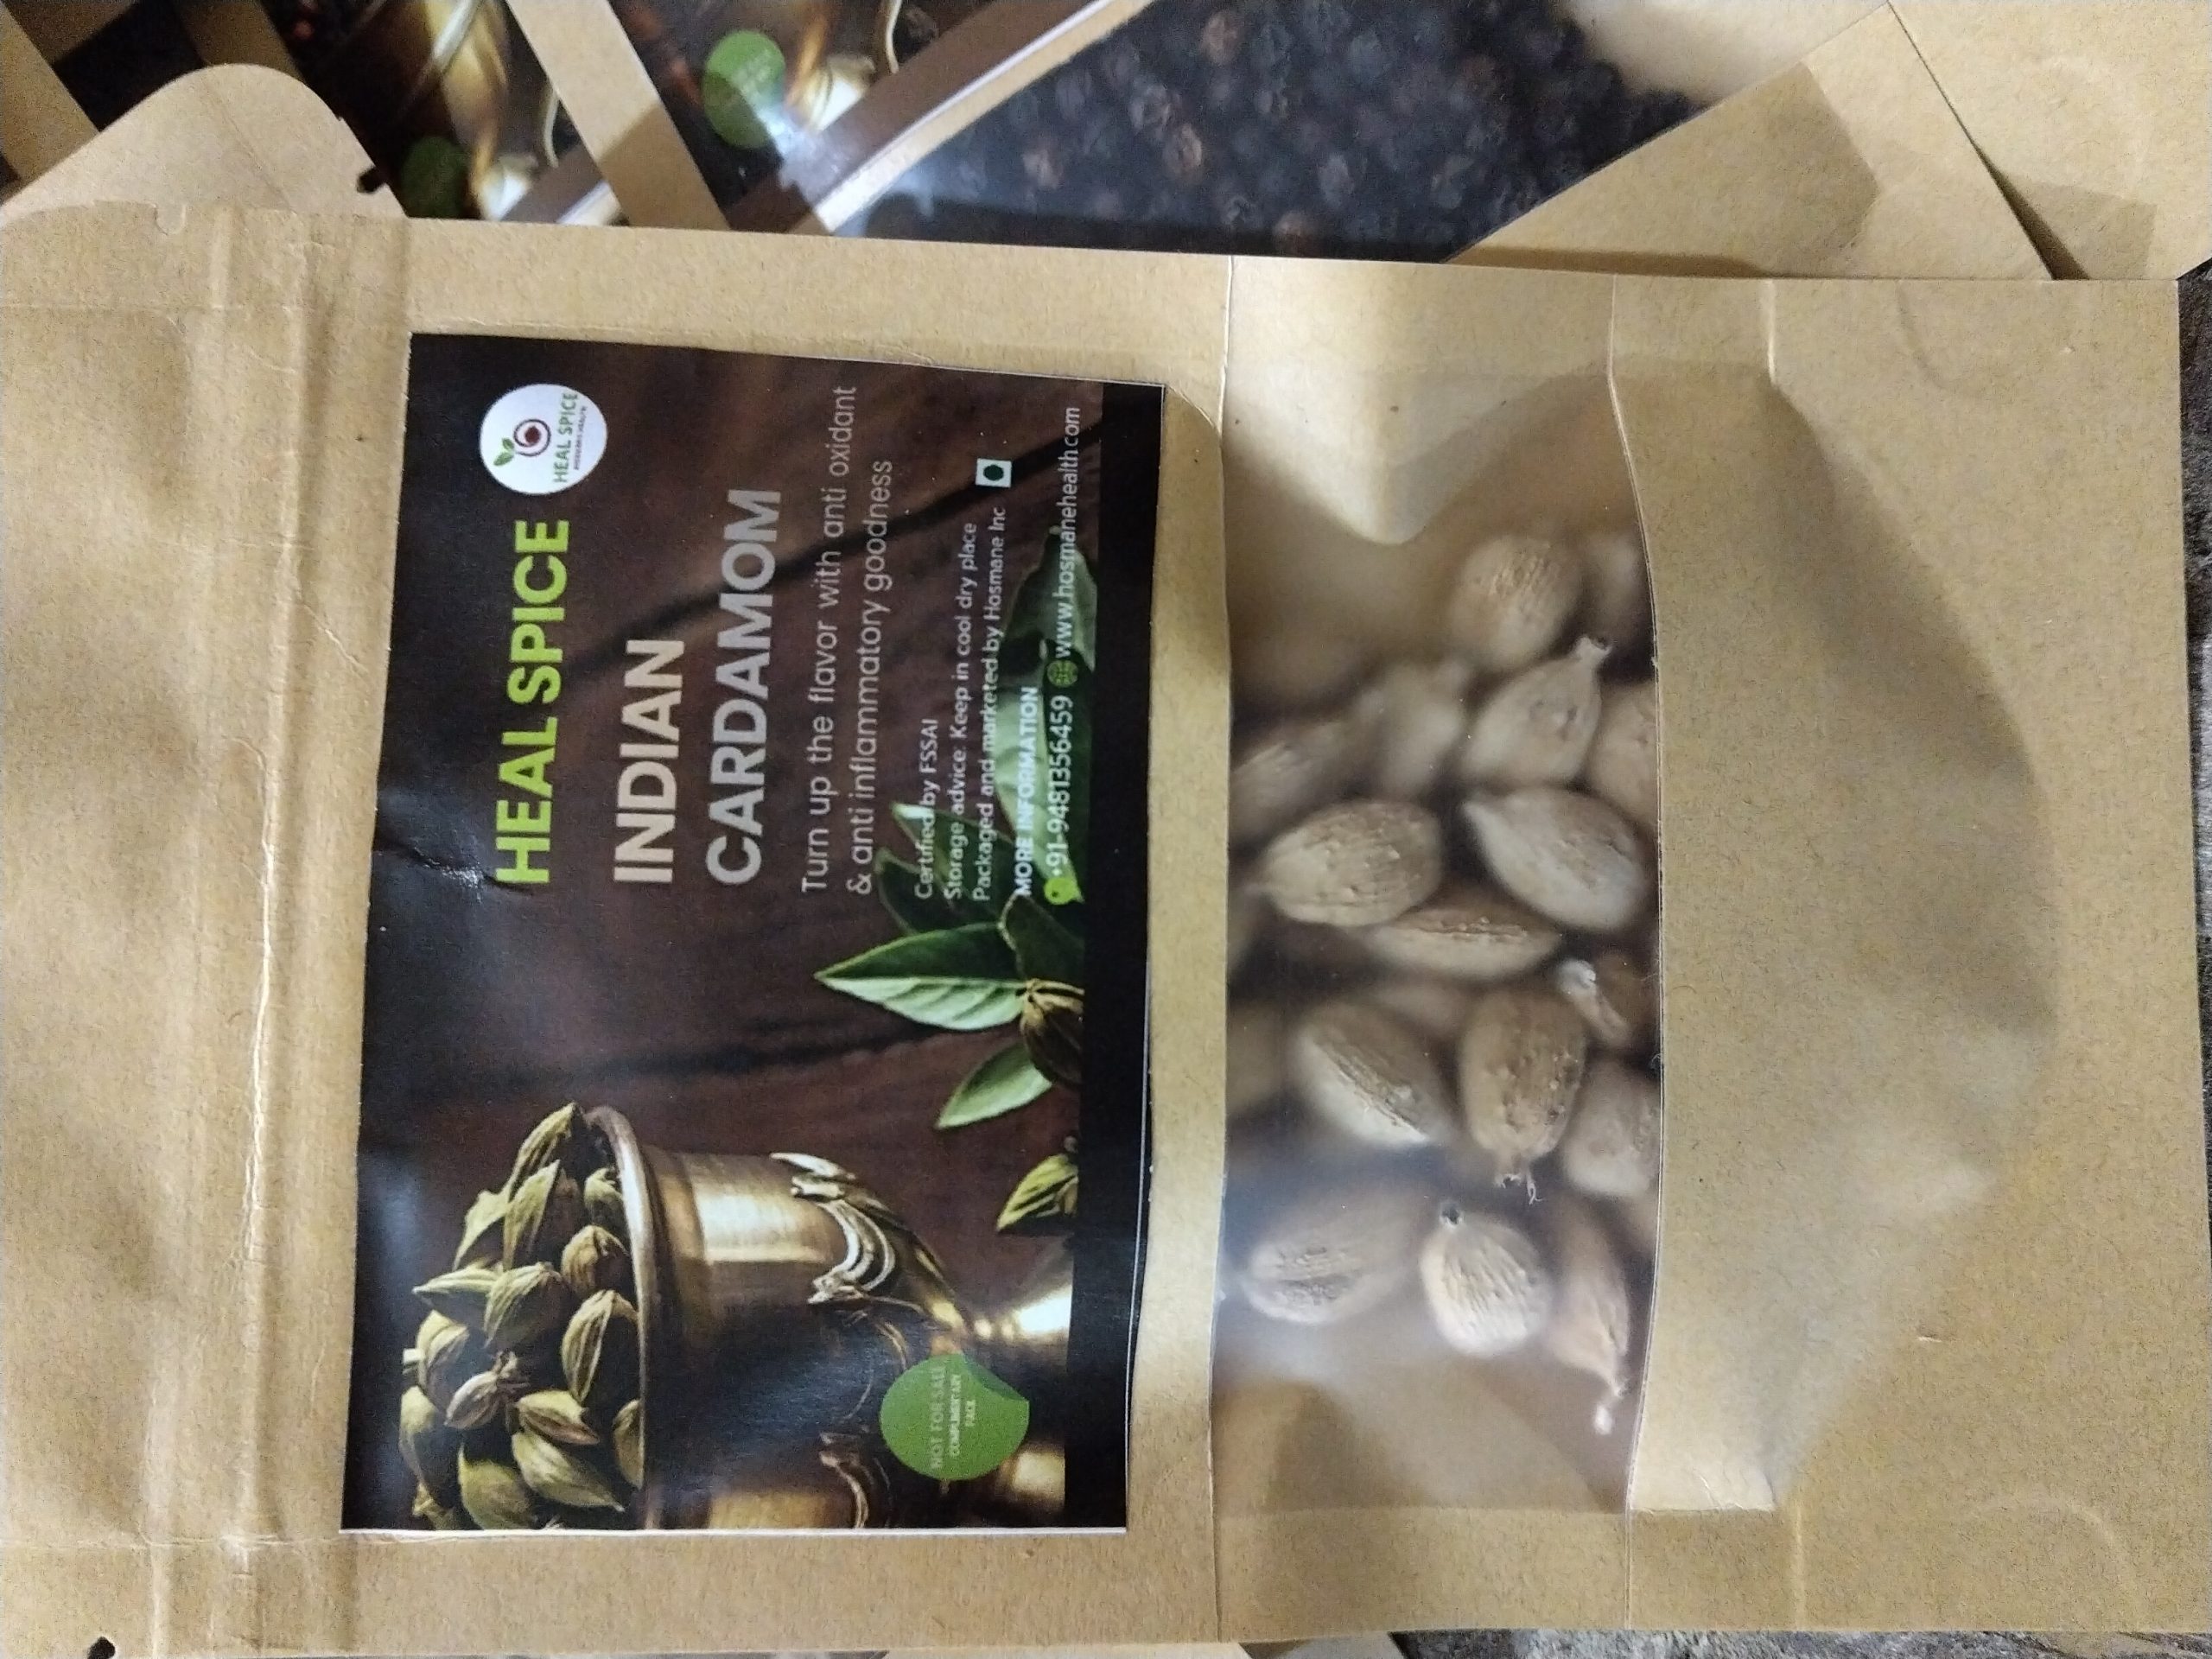 HEAL SPICE
HEAL SPICE
INDIAN
CARDAMOM
Turn up the flavor with anti oxidant
& anti inflammatory goodness
Certified by FSSAI
Storage advice: Keep in cool dry place
Packaged and marketed by Hosmane Inc
MORE INFORMATION
+91-9481356459 www.hosmanehealth.com
NOT FOR SALE
COMPLIMENTARY
PACK